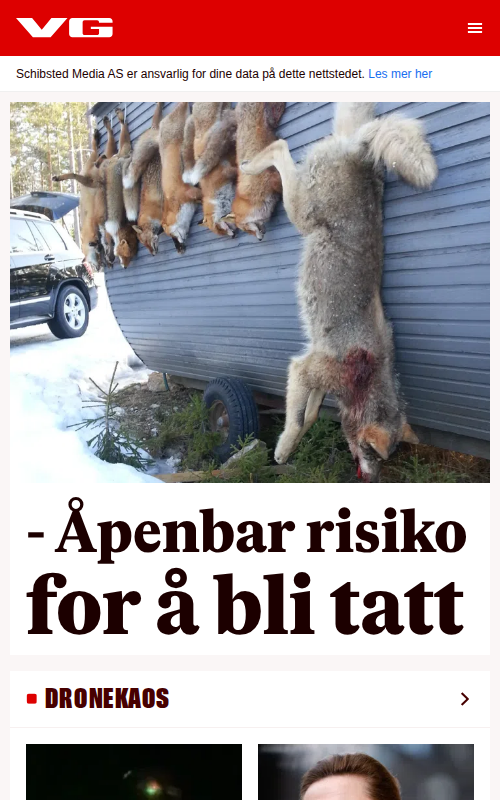 VG
Schibsted Media AS er ansvarlig for dine data på dette nettstedet. Les mer her
- Åpenbar risiko
for å bli tatt
DRONEKAOS